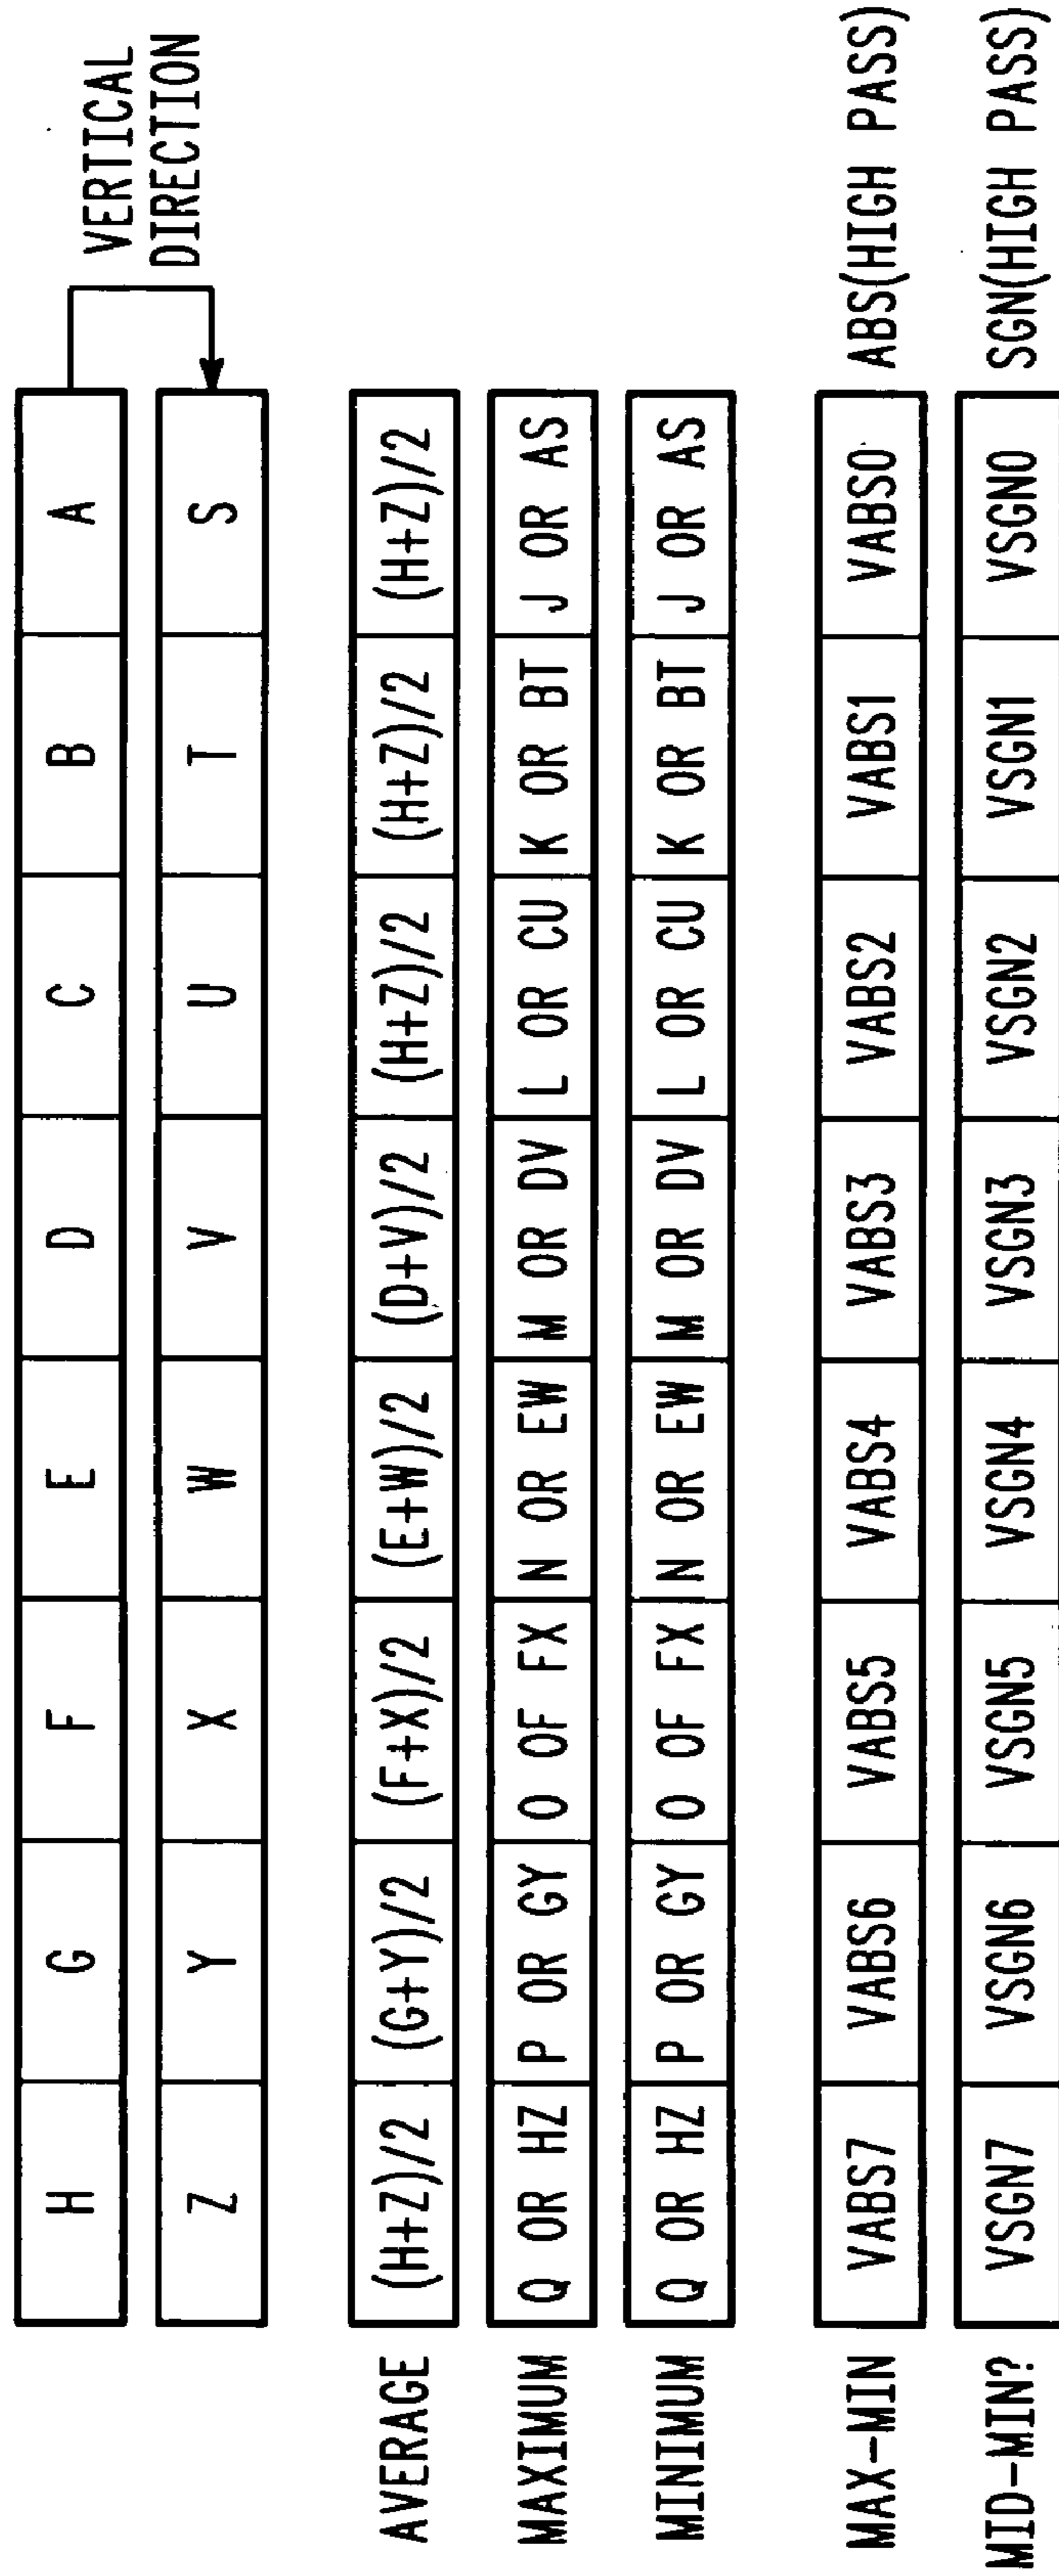 H G F E D C B A
VERTICAL
DIRECTION
Z Y X W V U T S
AVERAGE (H+Z)/2 (G+Y)/2 (F+X)/2 (E+W)/2 (D+V)/2 (H+Z)/2 (H+Z)/2 (H+Z)/2
MAXIMUM Q OR HZ P OR GY O OF FX N OR EW M OR DV L OR CU K OR BT J OR AS
MINIMUM Q OR HZ P OR GY O OF FX N OR EW M OR DV L OR CU K OR BT J OR AS
MAX-MIN VABS7 VABS6 VABS5 VABS4 VABS3 VABS2 VABS1 VABS0 ABS(HIGH PASS)
MID-MIN? VSGN7 VSGN6 VSGN5 VSGN4 VSGN3 VSGN2 VSGN1 VSGN0 SGN(HIGH PASS)